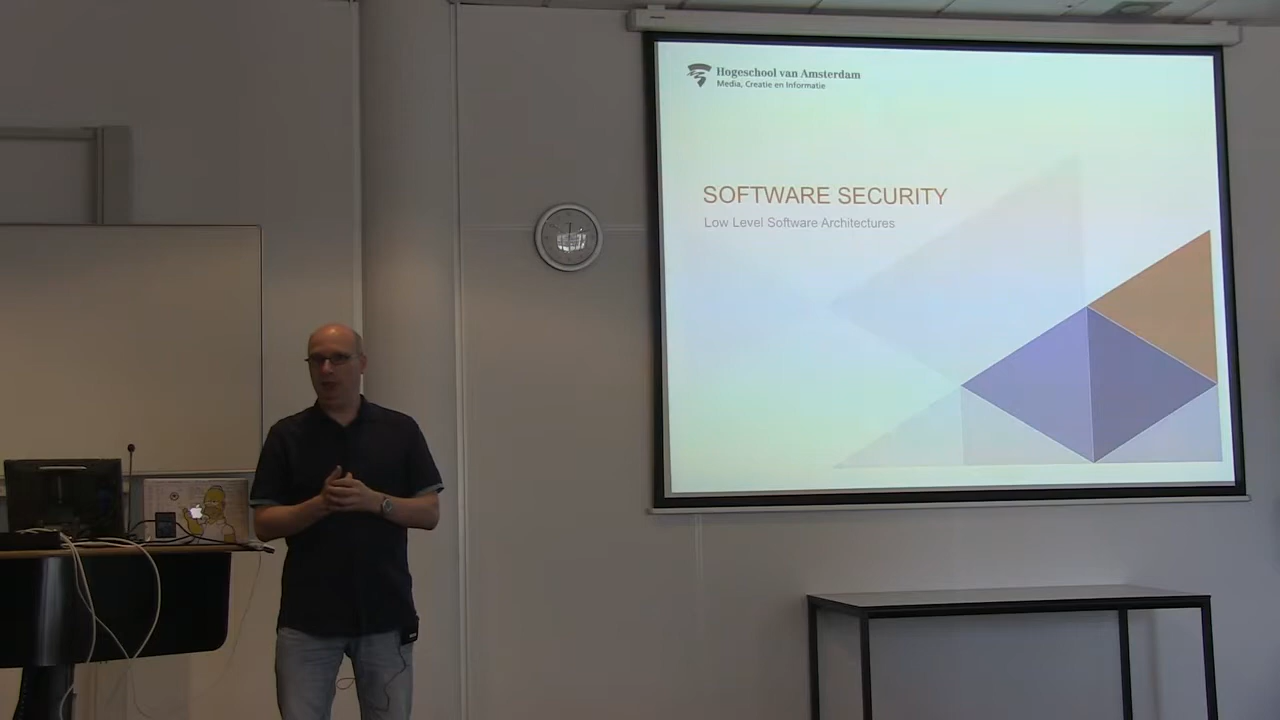 Hogeschool van Amsterdam
Media, Creatie en Informatie
SOFTWARE SECURITY
Low Level Software Architectures